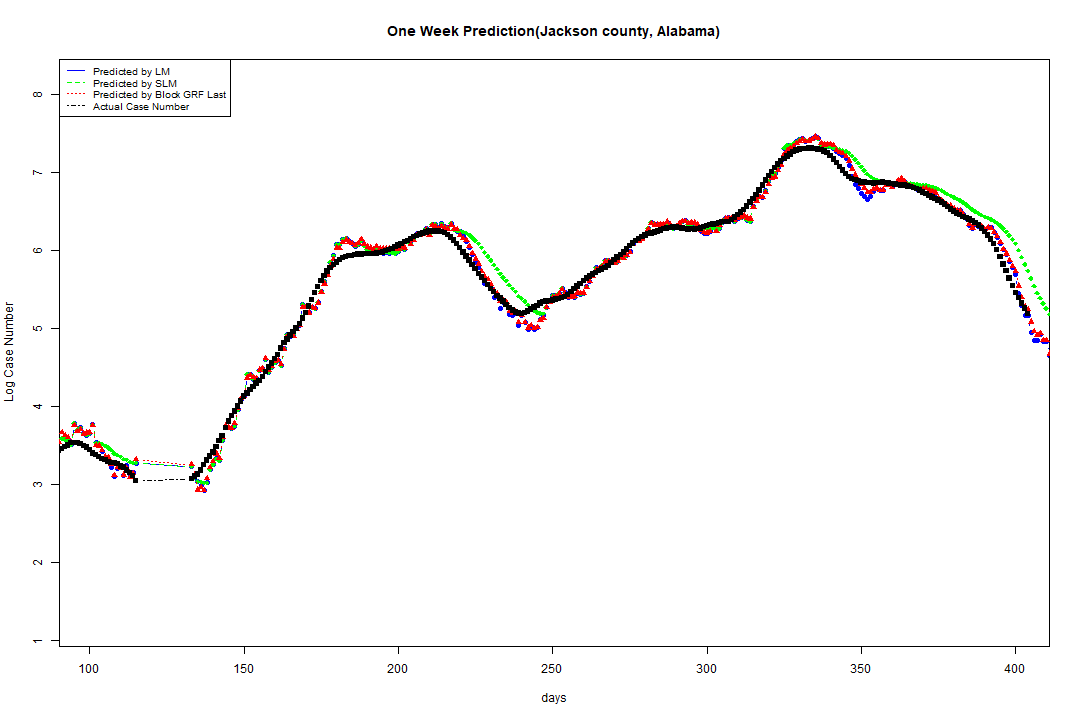 One Week Prediction(Jackson county, Alabama)
Predicted by LM
Predicted by SLM
Predicted by Block GRF Last
Actual Case Number
8
7
6
5
4
3
2
1
Log Case Number
100 150 200 250 300 350 400
days